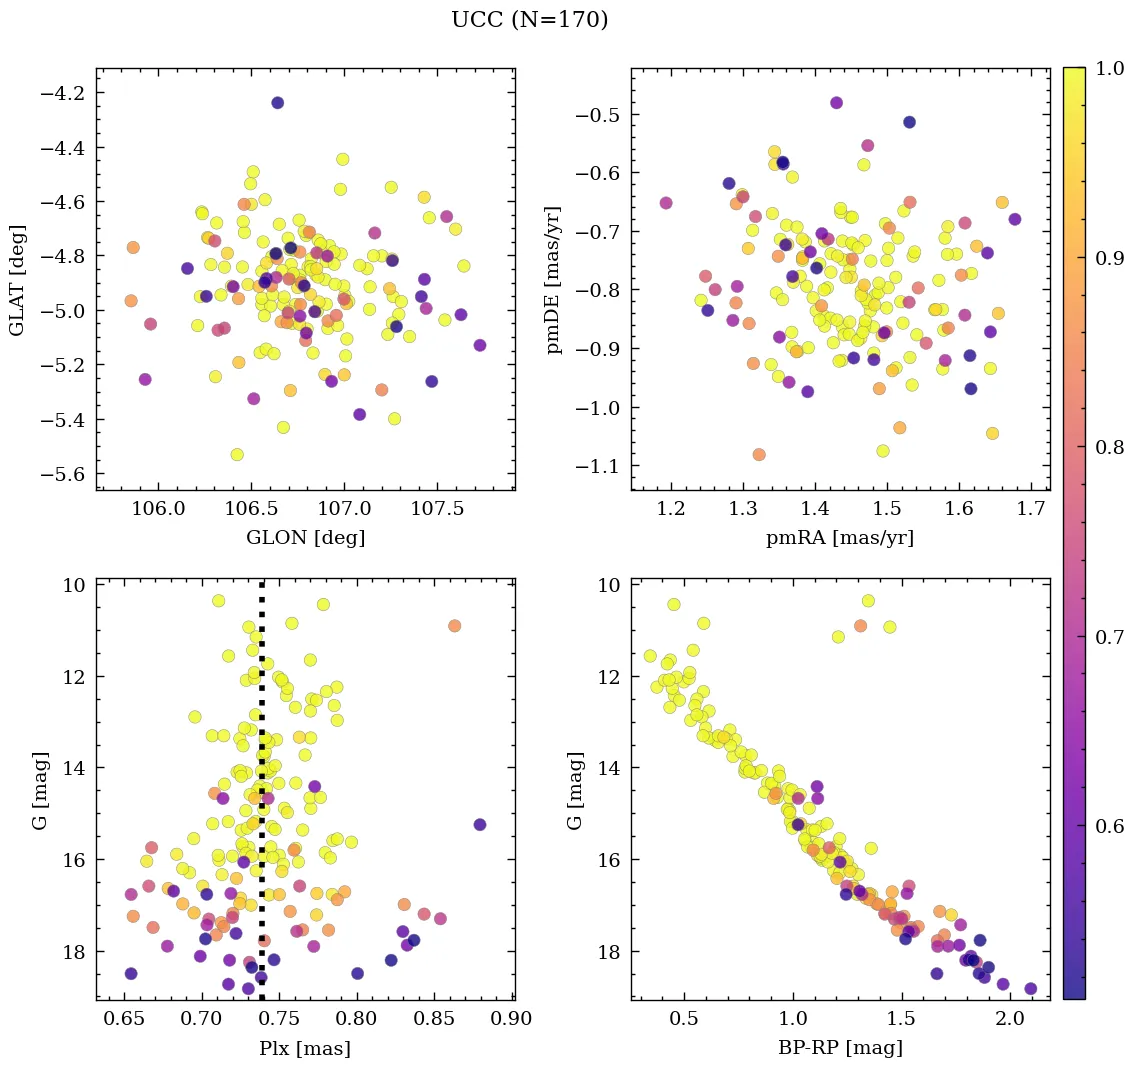 UCC (N=170)
−4.2
−4.4
−4.6
−4.8
−5.0
−5.2
−5.4
−5.6
GLAT [deg]
106.0 106.5 107.0 107.5
GLON [deg]
−0.5
−0.6
−0.7
−0.8
−0.9
−1.0
−1.1
pmDE [mas/yr]
1.2 1.3 1.4 1.5 1.6 1.7
pmRA [mas/yr]
10
12
14
16
18
G [mag]
0.65 0.70 0.75 0.80 0.85 0.90
Plx [mas]
10
12
14
16
18
G [mag]
0.5 1.0 1.5 2.0
BP-RP [mag]
1.0
0.9
0.8
0.7
0.6